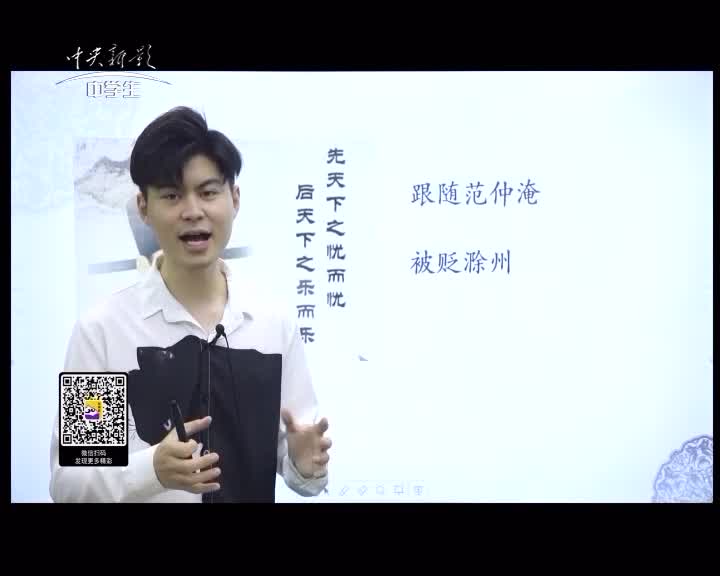 中央新影
中学生
先天下之忧而忧
后天下之乐而乐
跟随范仲淹
被贬滁州
微信扫码
发现更多精彩